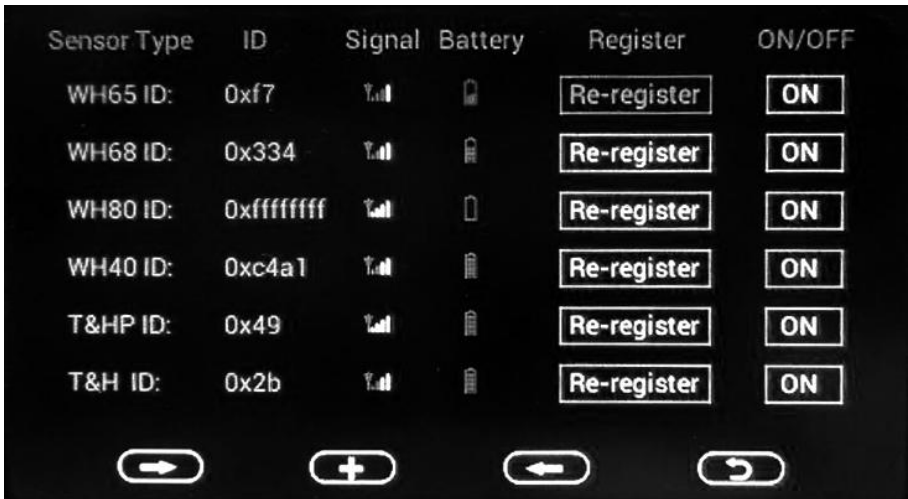 Sensor Type ID Signal Battery Register ON/OFF
WH65 ID: 0xf7 Re-register ON
WH68 ID: 0x334 Re-register ON
WH80 ID: 0xffffffff Re-register ON
WH40 ID: 0xc4a1 Re-register ON
T&HP ID: 0x49 Re-register ON
T&H ID: 0x2b Re-register ON